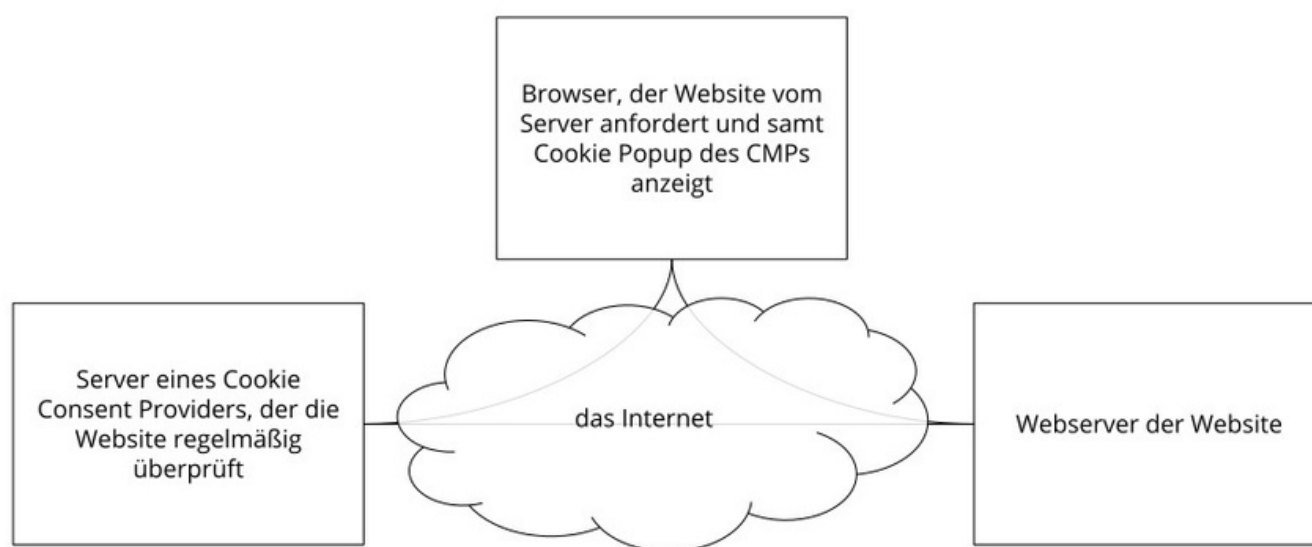 Browser, der Website vom
Server anfordert und samt
Cookie Popup des CMPs
anzeigt
Server eines Cookie
Consent Providers, der die
Website regelmäßig
überprüft
das Internet
Webserver der Website